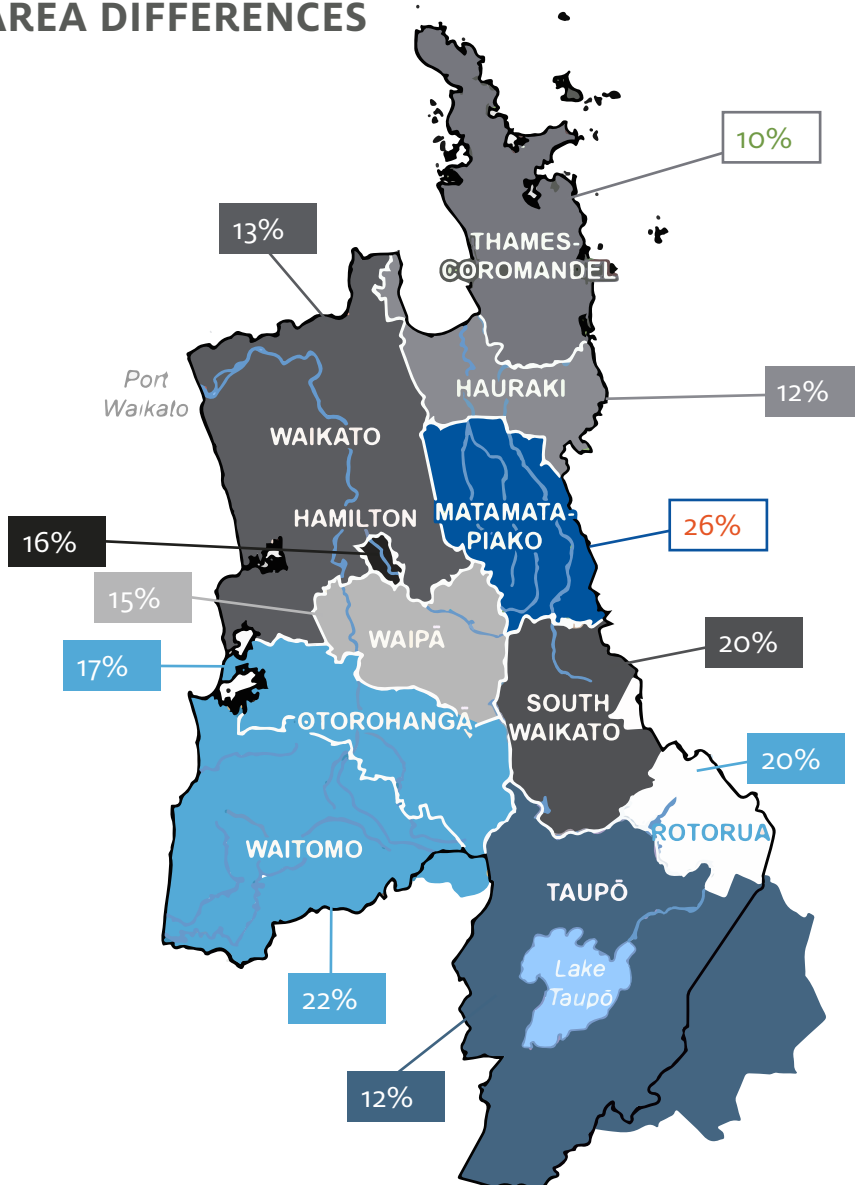 AREA DIFFERENCES
10%
13%
THAMES-
COROMANDEL
Port
Waikato
HAURAKI
12%
WAIKATO
HAMILTON
MATAMATA-
PIAKO
26%
16%
15%
WAIPĀ
17%
20%
SOUTH
WAIKATO
OTOROHANGĀ
20%
ROTORUA
WAITOMO
TAUPŌ
Lake
Taupō
22%
12%